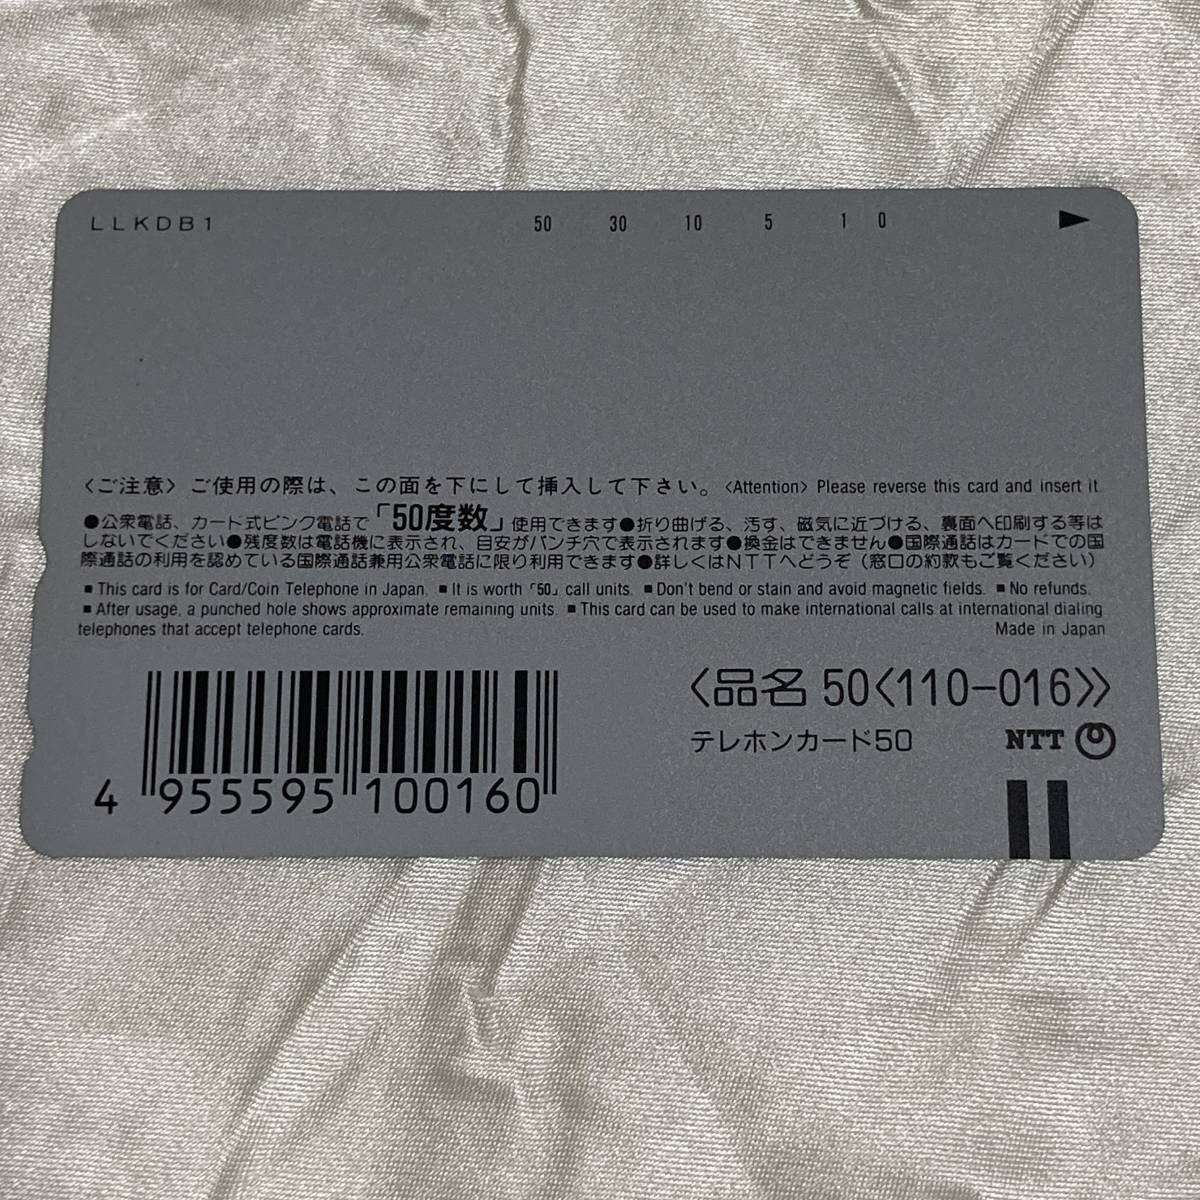 LLKDB1 50 30 10 5 1 0
〈ご注意〉ご使用の際は、この面を下にして挿入して下さい。〈Attention〉Please reverse this card and insert it.
●公衆電話、カード式ピンク電話で「50度数」使用できます●折り曲げる、汚す、磁気に近づける、裏面へ印刷する等は
しないでください●残度数は電話機に表示され、目安がパンチ穴で表示されます●換金はできません●国際通話はカードでの国
際通話の利用を認めている国際通話兼用公衆電話に限り利用できます●詳しくはNTTへどうぞ(窓口の約款もご覧ください)
■This card is for Card/Coin Telephone in Japan. ■It is worth「50」call units. ■Don't bend or stain and avoid magnetic fields. ■No refunds.
■After usage, a punched hole shows approximate remaining units. ■This card can be used to make international calls at international dialing
telephones that accept telephone cards. Made in Japan
〈品名 50〈110-016〉〉
テレホンカード50 NTT
4 955595 100160